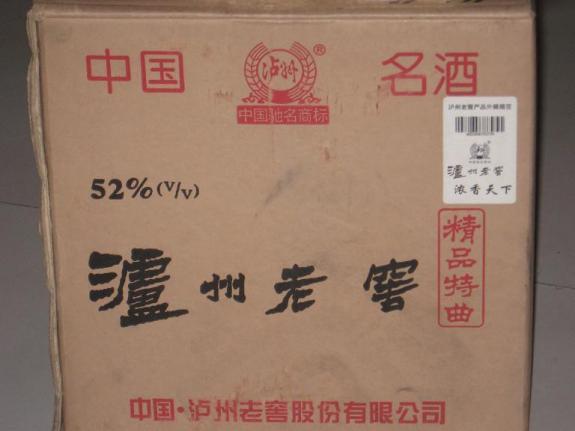 中国
泸州
®
中国驰名商标
名酒
泸州老窖
浓香天下
52%(V/V)
瀘州老窖
精品特曲
中国·泸州老窖股份有限公司